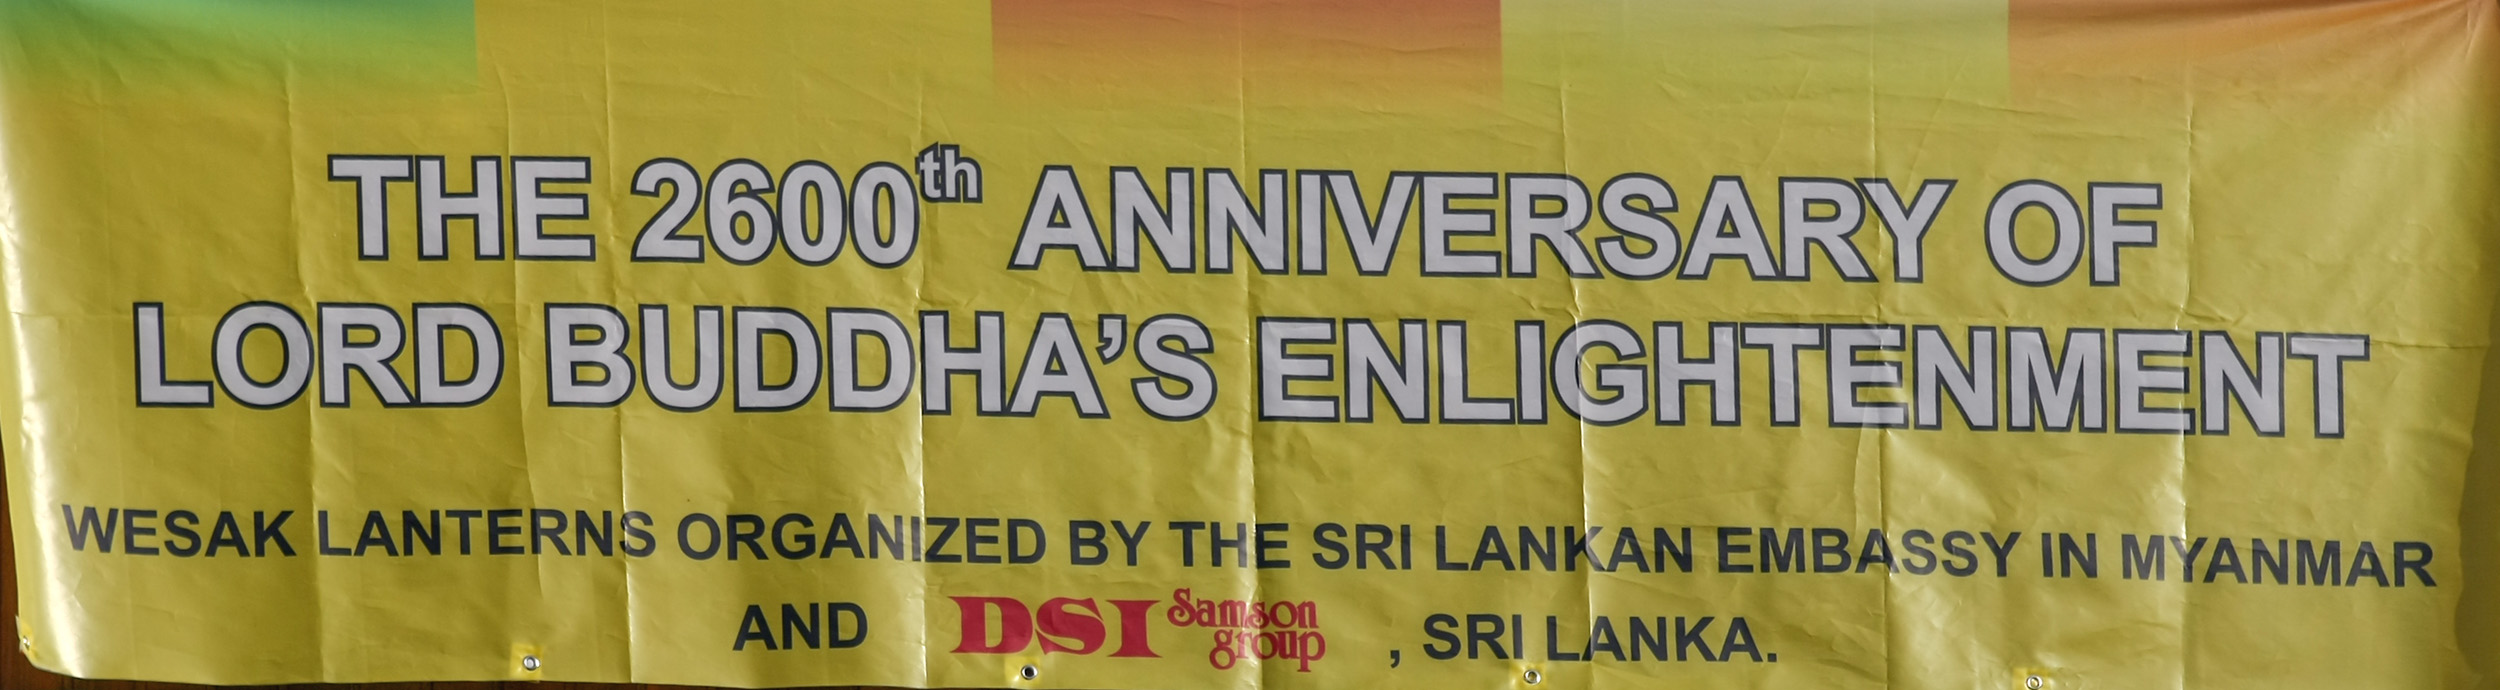 THE 2600th ANNIVERSARY OF
LORD BUDDHA'S ENLIGHTENMENT
WESAK LANTERNS ORGANIZED BY THE SRI LANKAN EMBASSY IN MYANMAR
AND DSI Samson group , SRI LANKA.